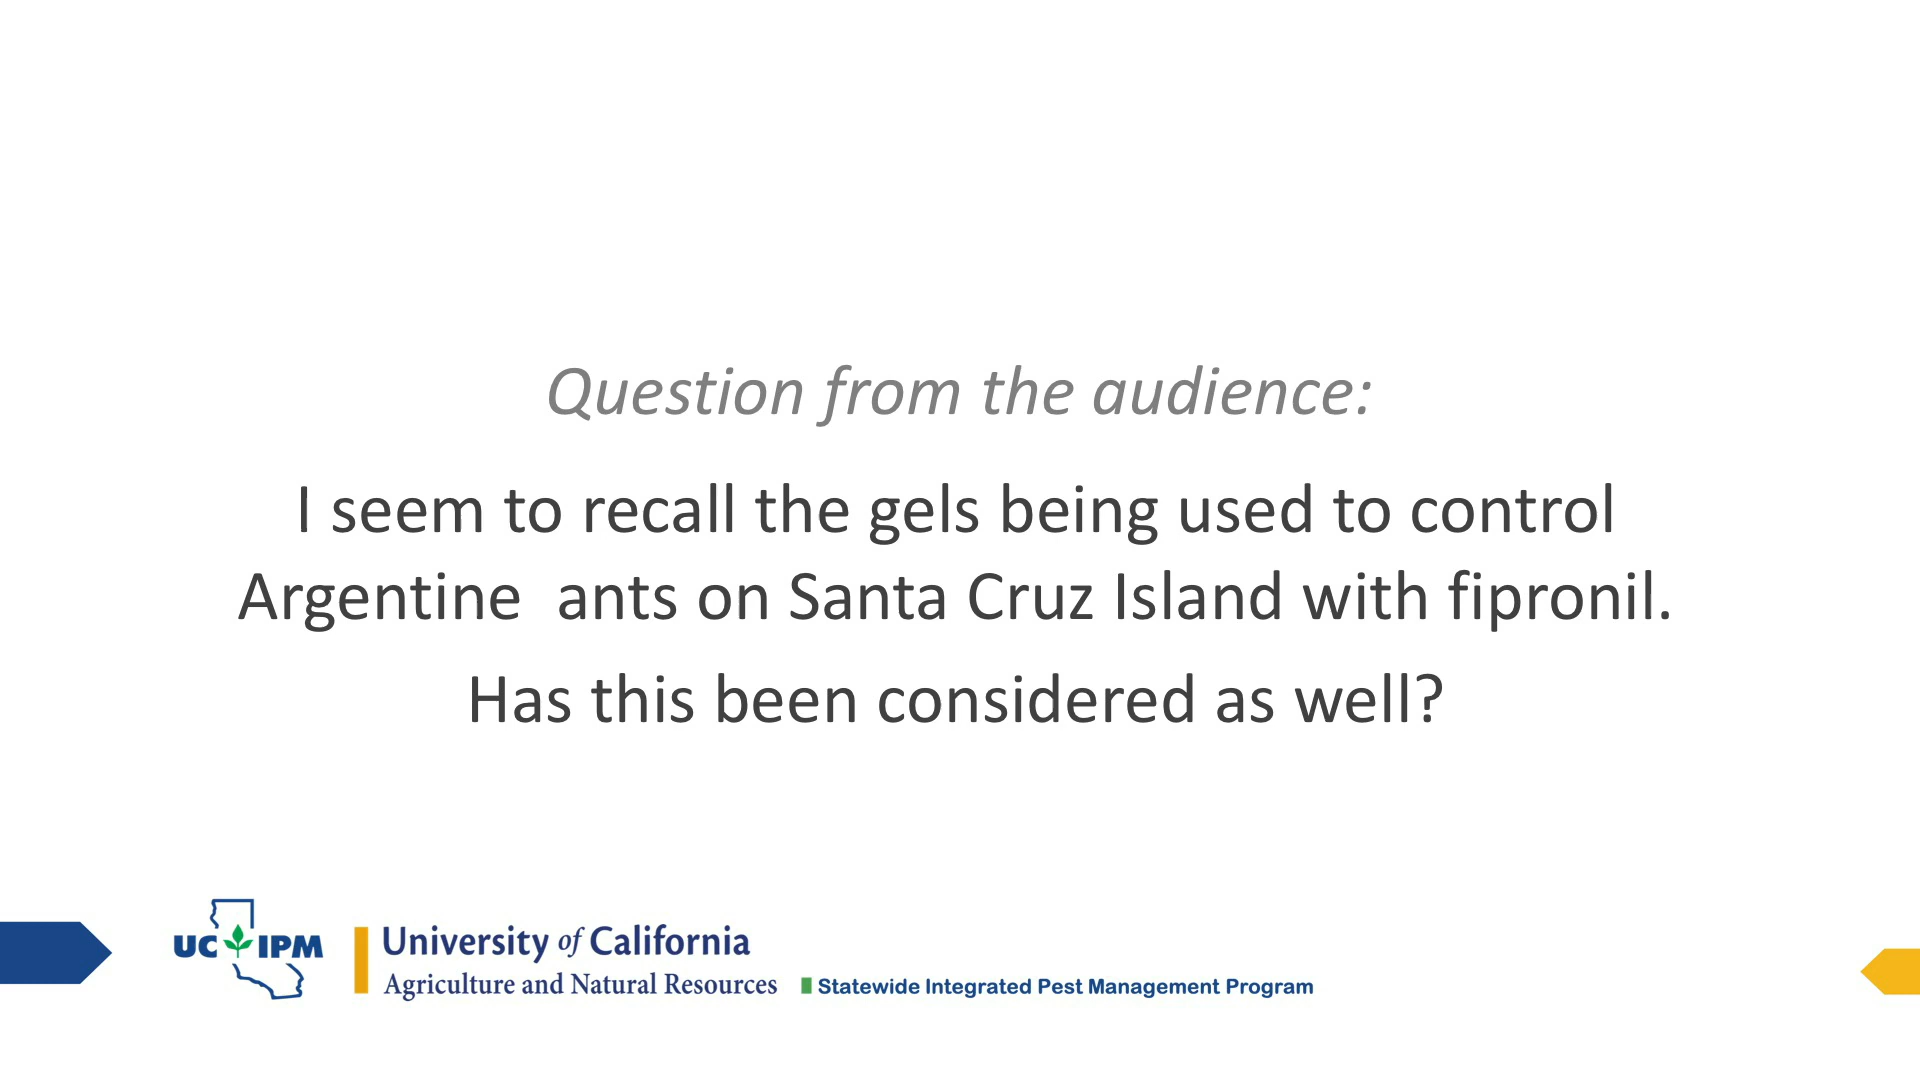 Question from the audience:
I seem to recall the gels being used to control
Argentine  ants on Santa Cruz Island with fipronil.
Has this been considered as well?
UC IPM
University of California
Agriculture and Natural Resources
Statewide Integrated Pest Management Program